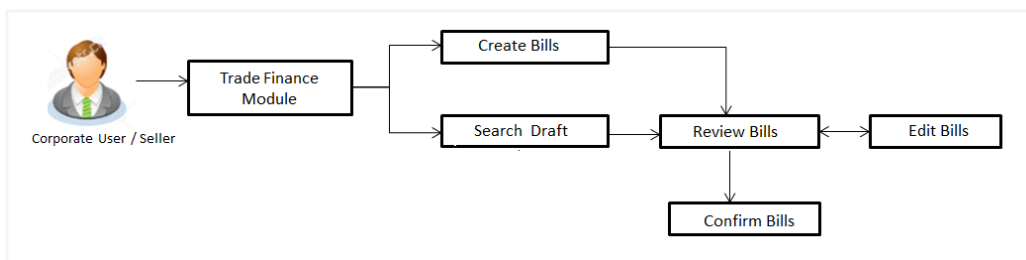 Create Bills
Trade Finance
Module
Corporate User / Seller
Search Draft
Review Bills
Edit Bills
Confirm Bills